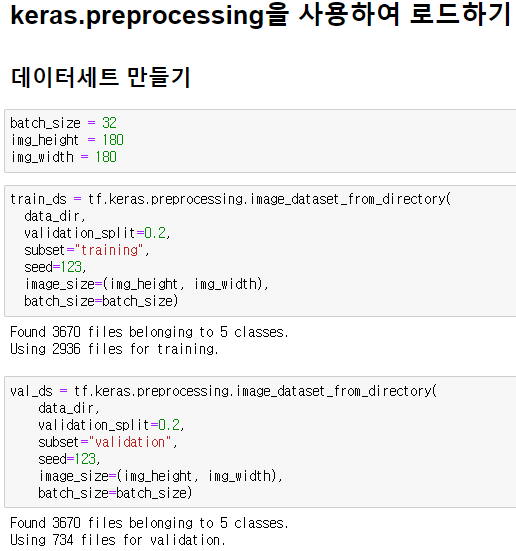 keras.preprocessing을 사용하여 로드하기
데이터세트 만들기
batch_size = 32
img_height = 180
img_width = 180
train_ds = tf.keras.preprocessing.image_dataset_from_directory(
  data_dir,
  validation_split=0.2,
  subset="training",
  seed=123,
  image_size=(img_height, img_width),
  batch_size=batch_size)
Found 3670 files belonging to 5 classes.
Using 2936 files for training.
val_ds = tf.keras.preprocessing.image_dataset_from_directory(
    data_dir,
    validation_split=0.2,
    subset="validation",
    seed=123,
    image_size=(img_height, img_width),
    batch_size=batch_size)
Found 3670 files belonging to 5 classes.
Using 734 files for validation.